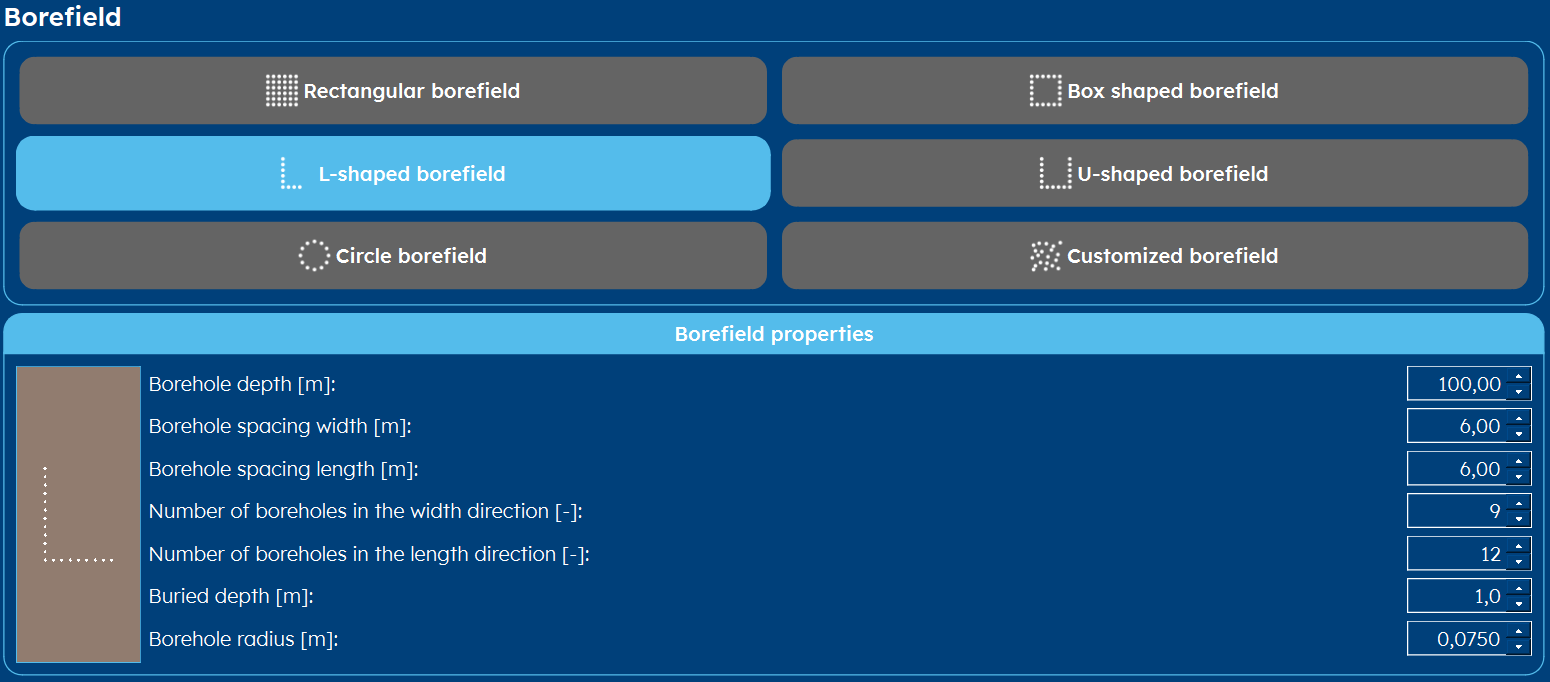 Borefield
Rectangular borefield
Box shaped borefield
L-shaped borefield
U-shaped borefield
Circle borefield
Customized borefield
Borefield properties
Borehole depth [m]: 100,00
Borehole spacing width [m]: 6,00
Borehole spacing length [m]: 6,00
Number of boreholes in the width direction [-]: 9
Number of boreholes in the length direction [-]: 12
Buried depth [m]: 1,0
Borehole radius [m]: 0,0750